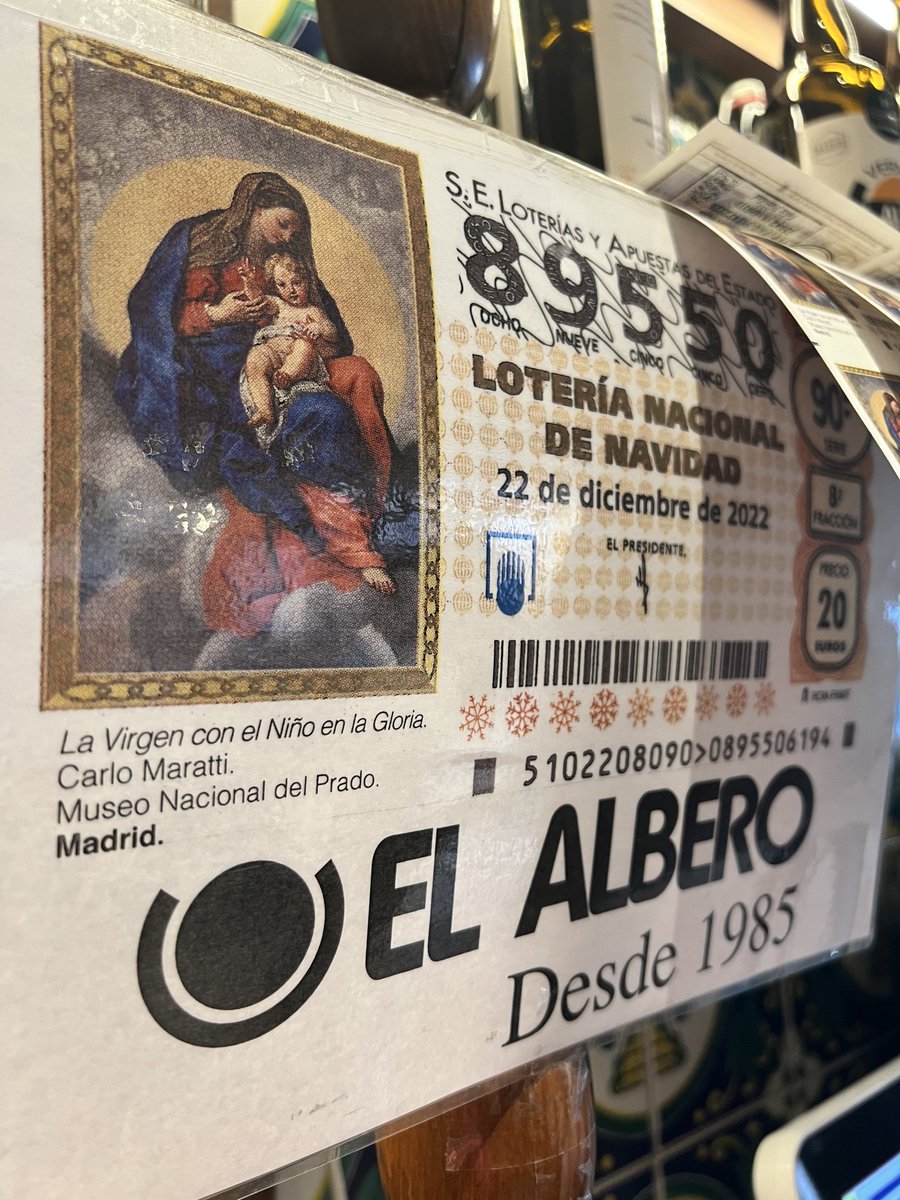 S.E. LOTERÍAS Y APUESTAS DEL ESTADO
89550
OCHO NUEVE CINCO CINCO CERO
LOTERÍA NACIONAL
DE NAVIDAD
22 de diciembre de 2022
EL PRESIDENTE,
90ª
SERIE
8ª
FRACCIÓN
PRECIO
20
EUROS
5102208090>0895506194
La Virgen con el Niño en la Gloria.
Carlo Maratti.
Museo Nacional del Prado.
Madrid.
EL ALBERO
Desde 1985